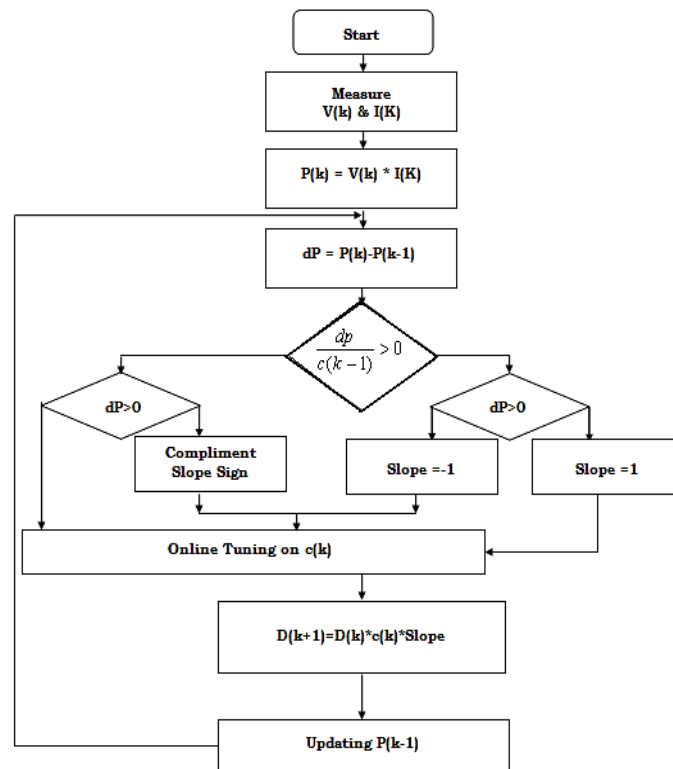 Start
Measure
V(k) & I(K)
P(k) = V(k) * I(K)
dP = P(k)-P(k-1)
dp
c(k-1)
>0
dP>0
dP>0
Compliment
Slope Sign
Slope =-1
Slope =1
Online Tuning on c(k)
D(k+1)=D(k)*c(k)*Slope
Updating P(k-1)